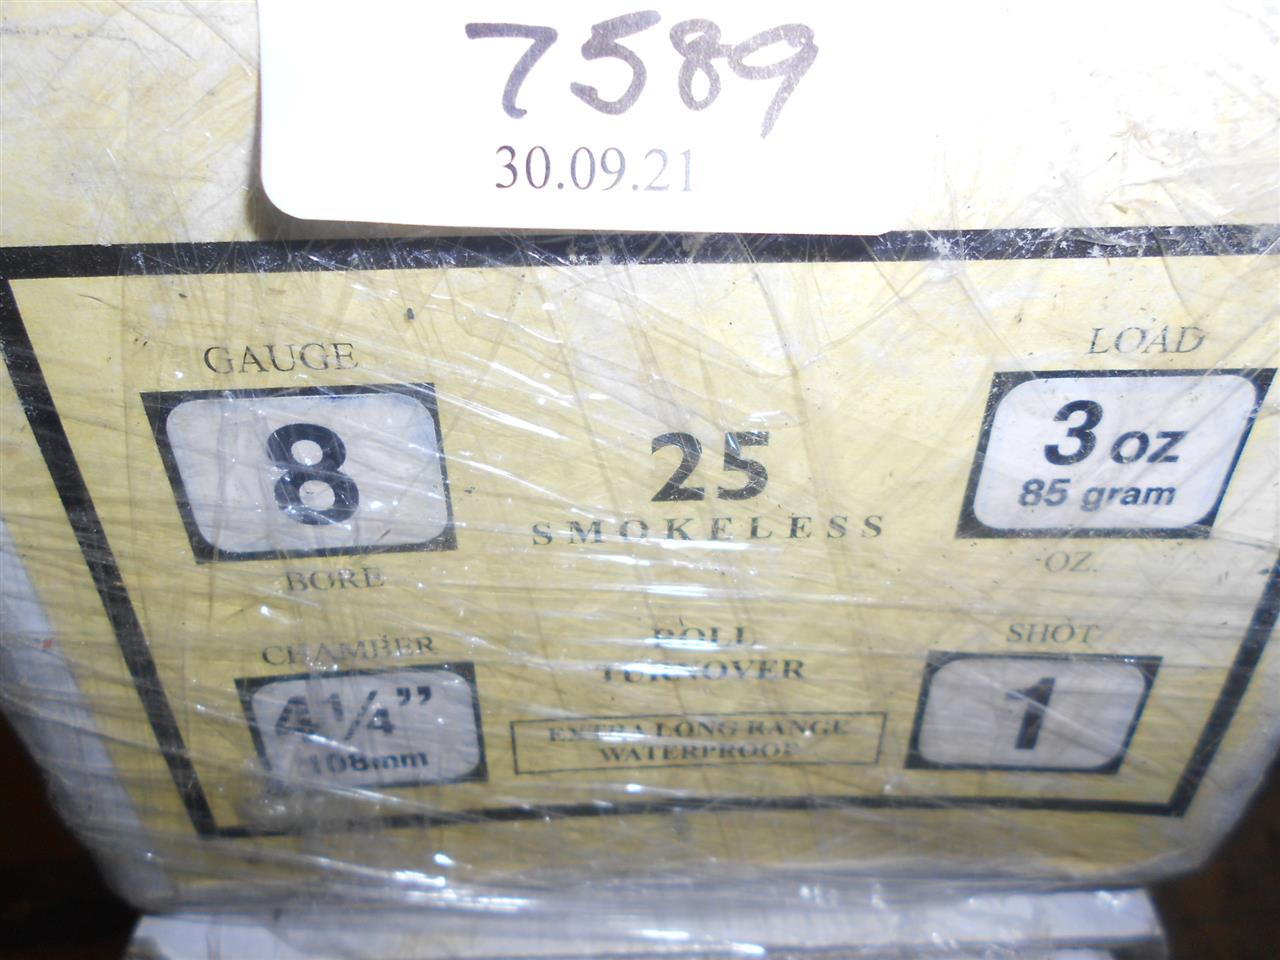 7589
30.09.21
GAUGE
8
BORE
25
SMOKELESS
LOAD
3 oz
85 gram
OZ.
CHAMBER
4¼”
108mm
ROLL
TURNOVER
EXTRA LONG RANGE
WATERPROOF
SHOT
1